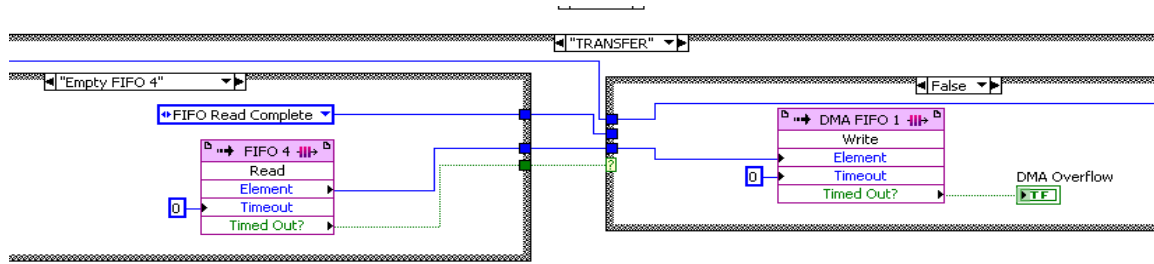 "TRANSFER"
"Empty FIFO 4"
False
FIFO Read Complete
DMA FIFO 1
Write
Element
0
Timeout
Timed Out?
DMA Overflow
TF
FIFO 4
Read
Element
0
Timeout
Timed Out?
?